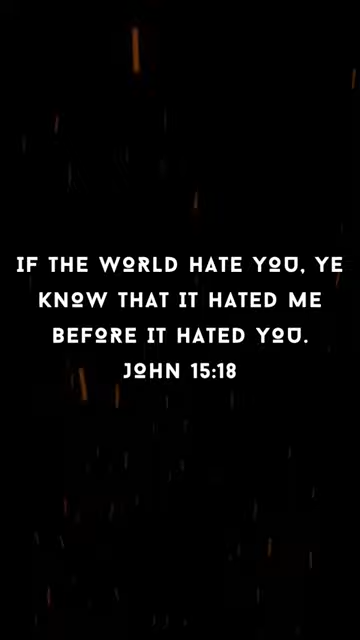 IF THE WORLD HATE YOU, YE
KNOW THAT IT HATED ME
BEFORE IT HATED YOU.
JOHN 15:18